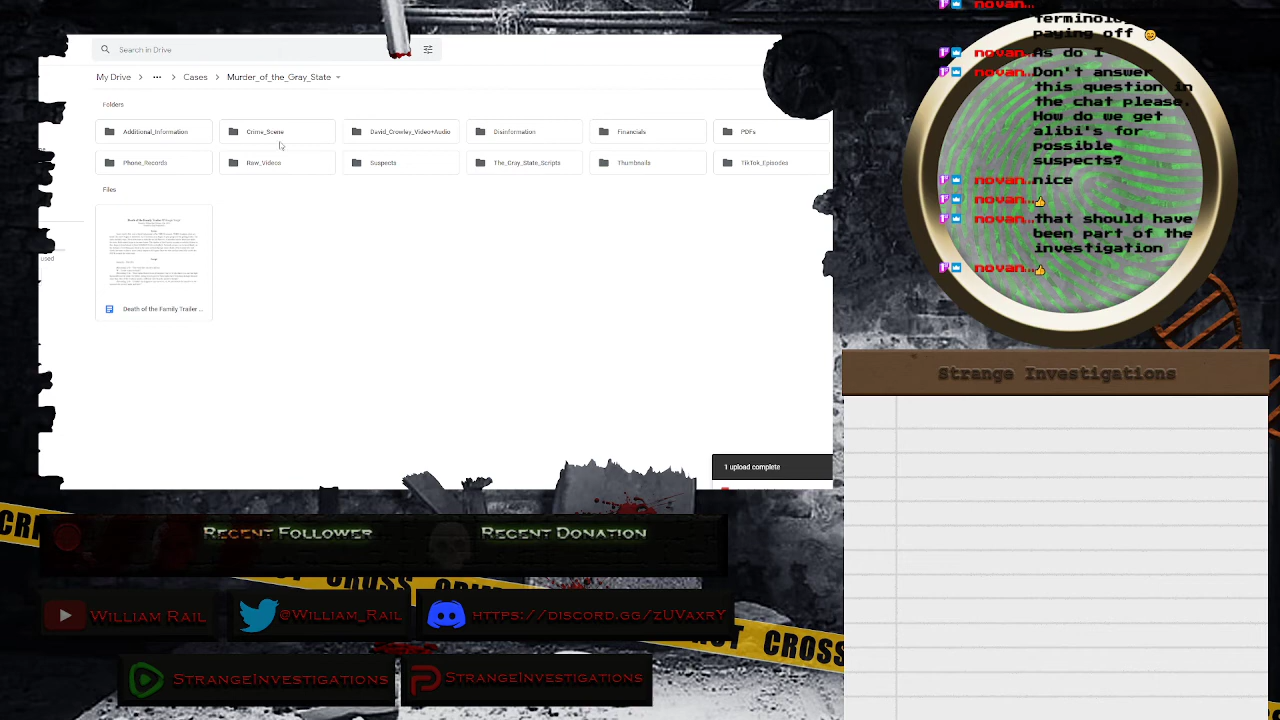 Search in Drive
My Drive > ••• > Cases > Murder_of_the_Gray_State
Folders
Additional_Information
Crime_Scene
David_Crowley_Video+Audio
Disinformation
Financials
PDFs
Phone_Records
Raw_Videos
Suspects
The_Gray_State_Scripts
Thumbnails
TikTok_Episodes
Files
used
Death of the Family Trailer ...
1 upload complete
paying off 😊
novan... As do I
novan... Don't answer
this question in
the chat please.
How do we get
alibi's for
possible
suspects?
novan... nice
novan... 👍
novan... that should have
been part of the
investigation
novan... 👍
Strange Investigations
Recent Follower
Recent Donation
William Rail
@William_Rail
https://discord.gg/zUVaxrY
StrangeInvestigations
StrangeInvestigations
CROSS